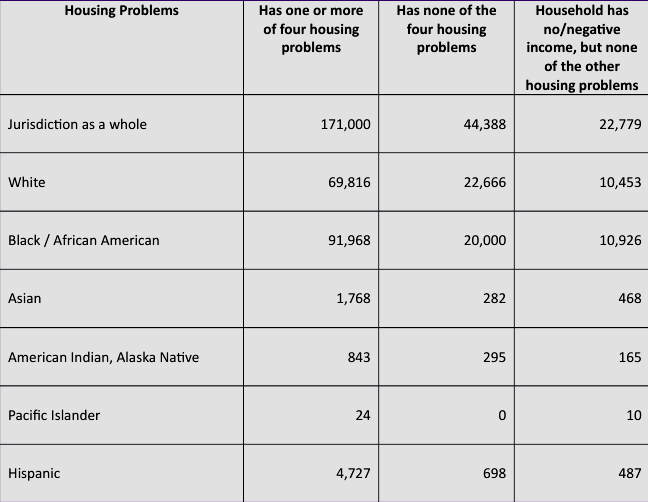 Housing Problems
Has one or more
of four housing
problems
Has none of the
four housing
problems
Household has
no/negative
income, but none
of the other
housing problems
Jurisdiction as a whole 171,000 44,388 22,779
White 69,816 22,666 10,453
Black / African American 91,968 20,000 10,926
Asian 1,768 282 468
American Indian, Alaska Native 843 295 165
Pacific Islander 24 0 10
Hispanic 4,727 698 487